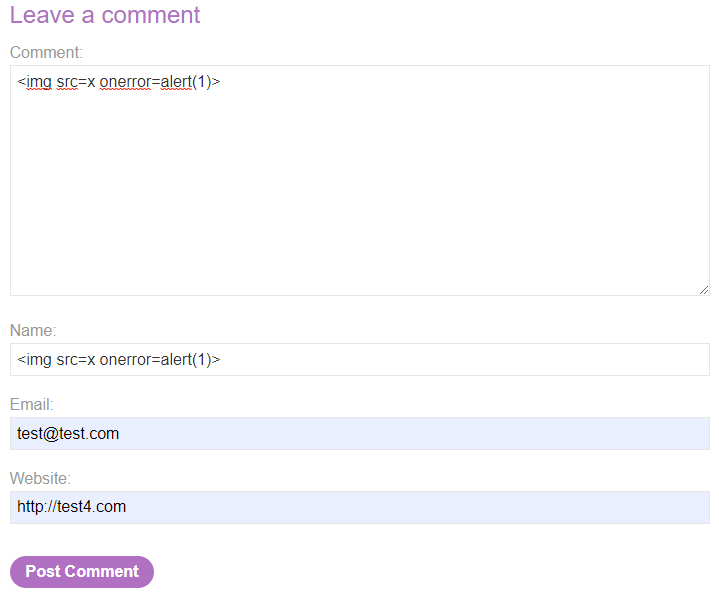 Leave a comment
Comment:
<img src=x onerror=alert(1)>
Name:
<img src=x onerror=alert(1)>
Email:
test@test.com
Website:
http://test4.com
Post Comment